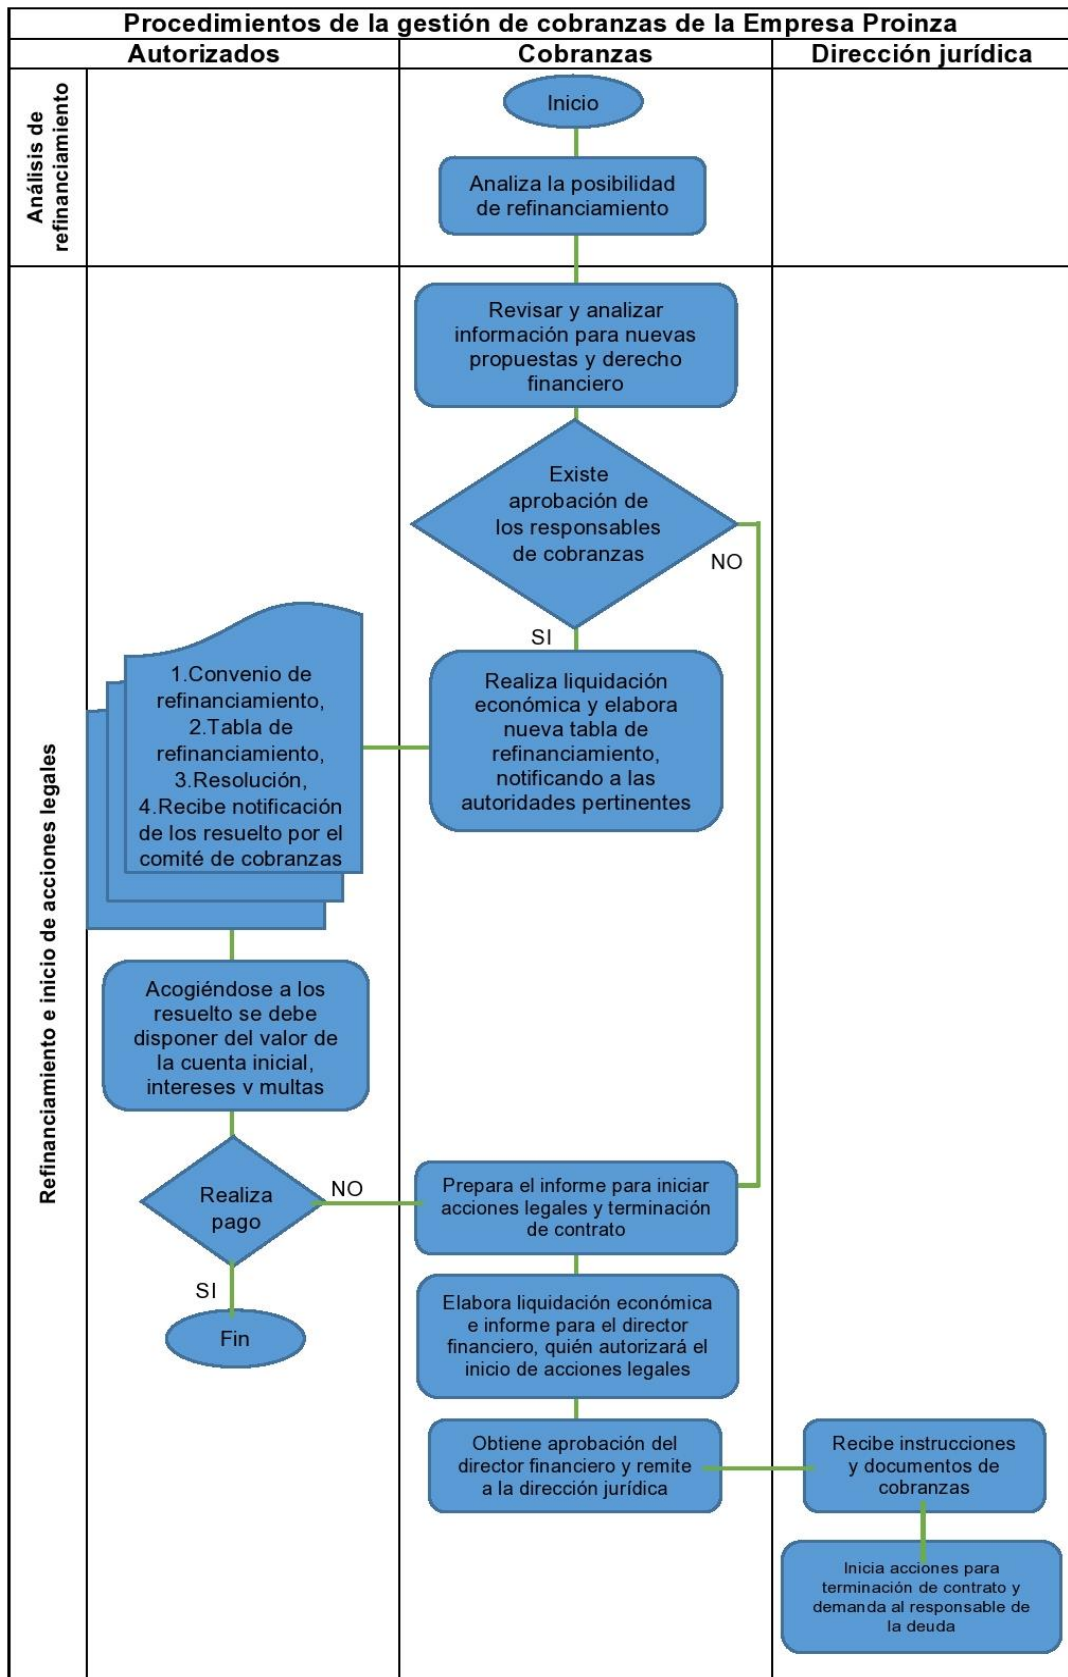 Procedimientos de la gestión de cobranzas de la Empresa Proinza
Autorizados
Cobranzas
Dirección jurídica
Análisis de
refinanciamiento
Inicio
Analiza la posibilidad
de refinanciamiento
Refinanciamiento e inicio de acciones legales
Revisar y analizar
información para nuevas
propuestas y derecho
financiero
Existe
aprobación de
los responsables
de cobranzas
NO
SI
Realiza liquidación
económica y elabora
nueva tabla de
refinanciamiento,
notificando a las
autoridades pertinentes
1.Convenio de
refinanciamiento,
2.Tabla de
refinanciamiento,
3.Resolución,
4.Recibe notificación
de los resuelto por el
comité de cobranzas
Acogiéndose a los
resuelto se debe
disponer del valor de
la cuenta inicial,
intereses v multas
Realiza
pago
NO
SI
Fin
Prepara el informe para iniciar
acciones legales y terminación
de contrato
Elabora liquidación económica
e informe para el director
financiero, quién autorizará el
inicio de acciones legales
Obtiene aprobación del
director financiero y remite
a la dirección jurídica
Recibe instrucciones
y documentos de
cobranzas
Inicia acciones para
terminación de contrato y
demanda al responsable de
la deuda